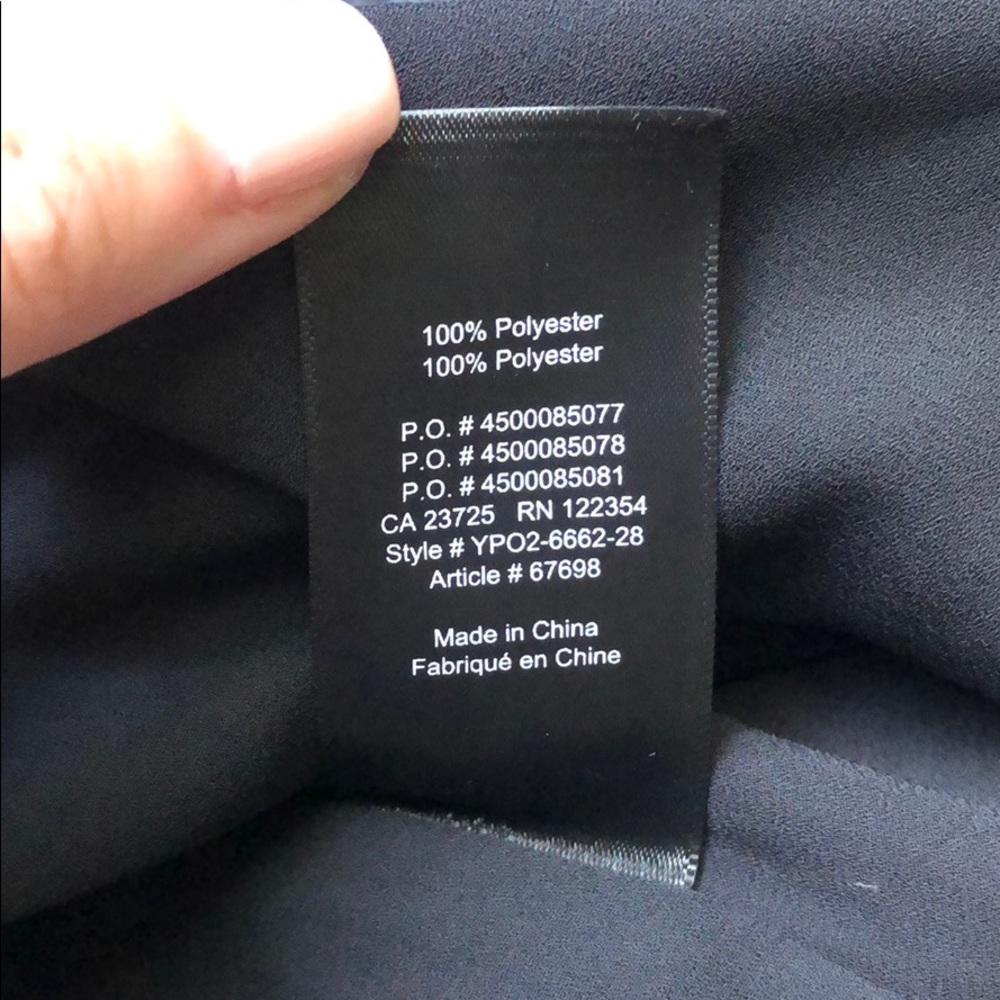 100% Polyester
100% Polyester
P.O. # 4500085077
P.O. # 4500085078
P.O. # 4500085081
CA 23725 RN 122354
Style # YPO2-6662-28
Article # 67698
Made in China
Fabriqué en Chine